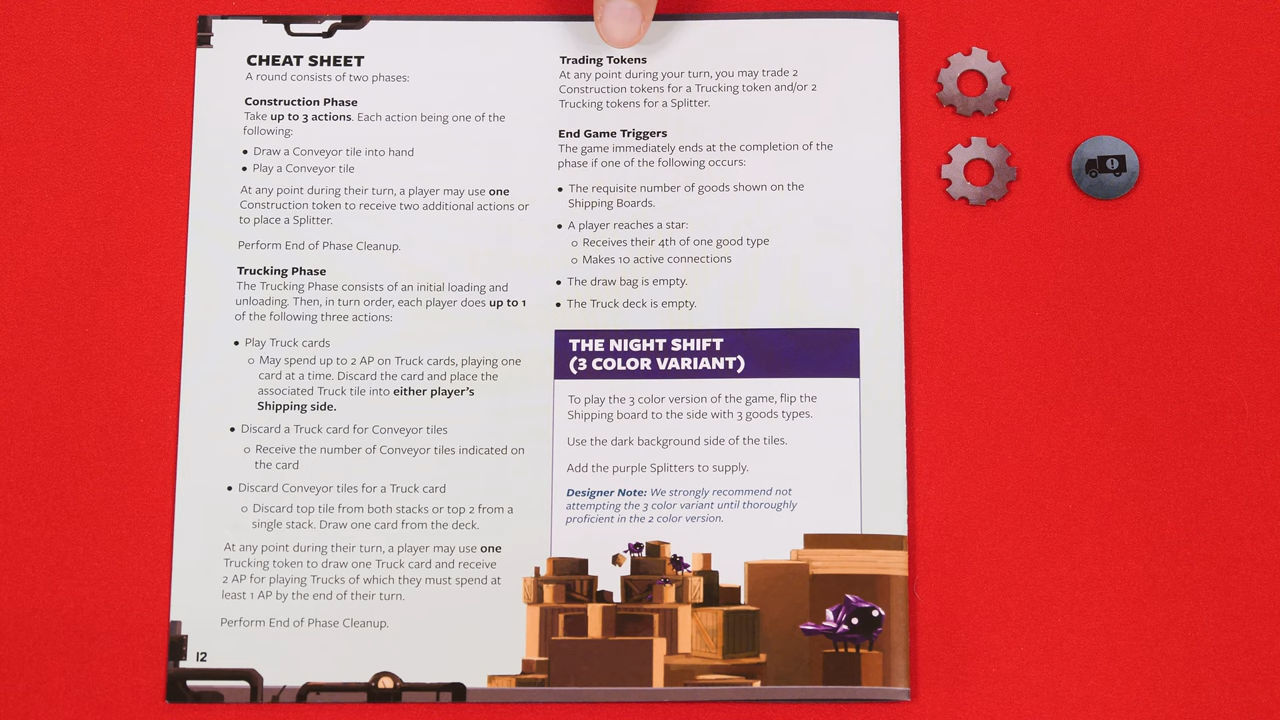 CHEAT SHEET
A round consists of two phases:
Construction Phase
Take up to 3 actions. Each action being one of the
following:
• Draw a Conveyor tile into hand
• Play a Conveyor tile
At any point during their turn, a player may use one
Construction token to receive two additional actions or
to place a Splitter.
Perform End of Phase Cleanup.
Trucking Phase
The Trucking Phase consists of an initial loading and
unloading. Then, in turn order, each player does up to 1
of the following three actions:
• Play Truck cards
o May spend up to 2 AP on Truck cards, playing one
card at a time. Discard the card and place the
associated Truck tile into either player's
Shipping side.
• Discard a Truck card for Conveyor tiles
o Receive the number of Conveyor tiles indicated on
the card
• Discard Conveyor tiles for a Truck card
o Discard top tile from both stacks or top 2 from a
single stack. Draw one card from the deck.
At any point during their turn, a player may use one
Trucking token to draw one Truck card and receive
2 AP for playing Trucks of which they must spend at
least 1 AP by the end of their turn.
Perform End of Phase Cleanup.
12
Trading Tokens
At any point during your turn, you may trade 2
Construction tokens for a Trucking token and/or 2
Trucking tokens for a Splitter.
End Game Triggers
The game immediately ends at the completion of the
phase if one of the following occurs:
• The requisite number of goods shown on the
Shipping Boards.
• A player reaches a star:
o Receives their 4th of one good type
o Makes 10 active connections
• The draw bag is empty.
• The Truck deck is empty.
THE NIGHT SHIFT
(3 COLOR VARIANT)
To play the 3 color version of the game, flip the
Shipping board to the side with 3 goods types.
Use the dark background side of the tiles.
Add the purple Splitters to supply.
Designer Note: We strongly recommend not
attempting the 3 color variant until thoroughly
proficient in the 2 color version.